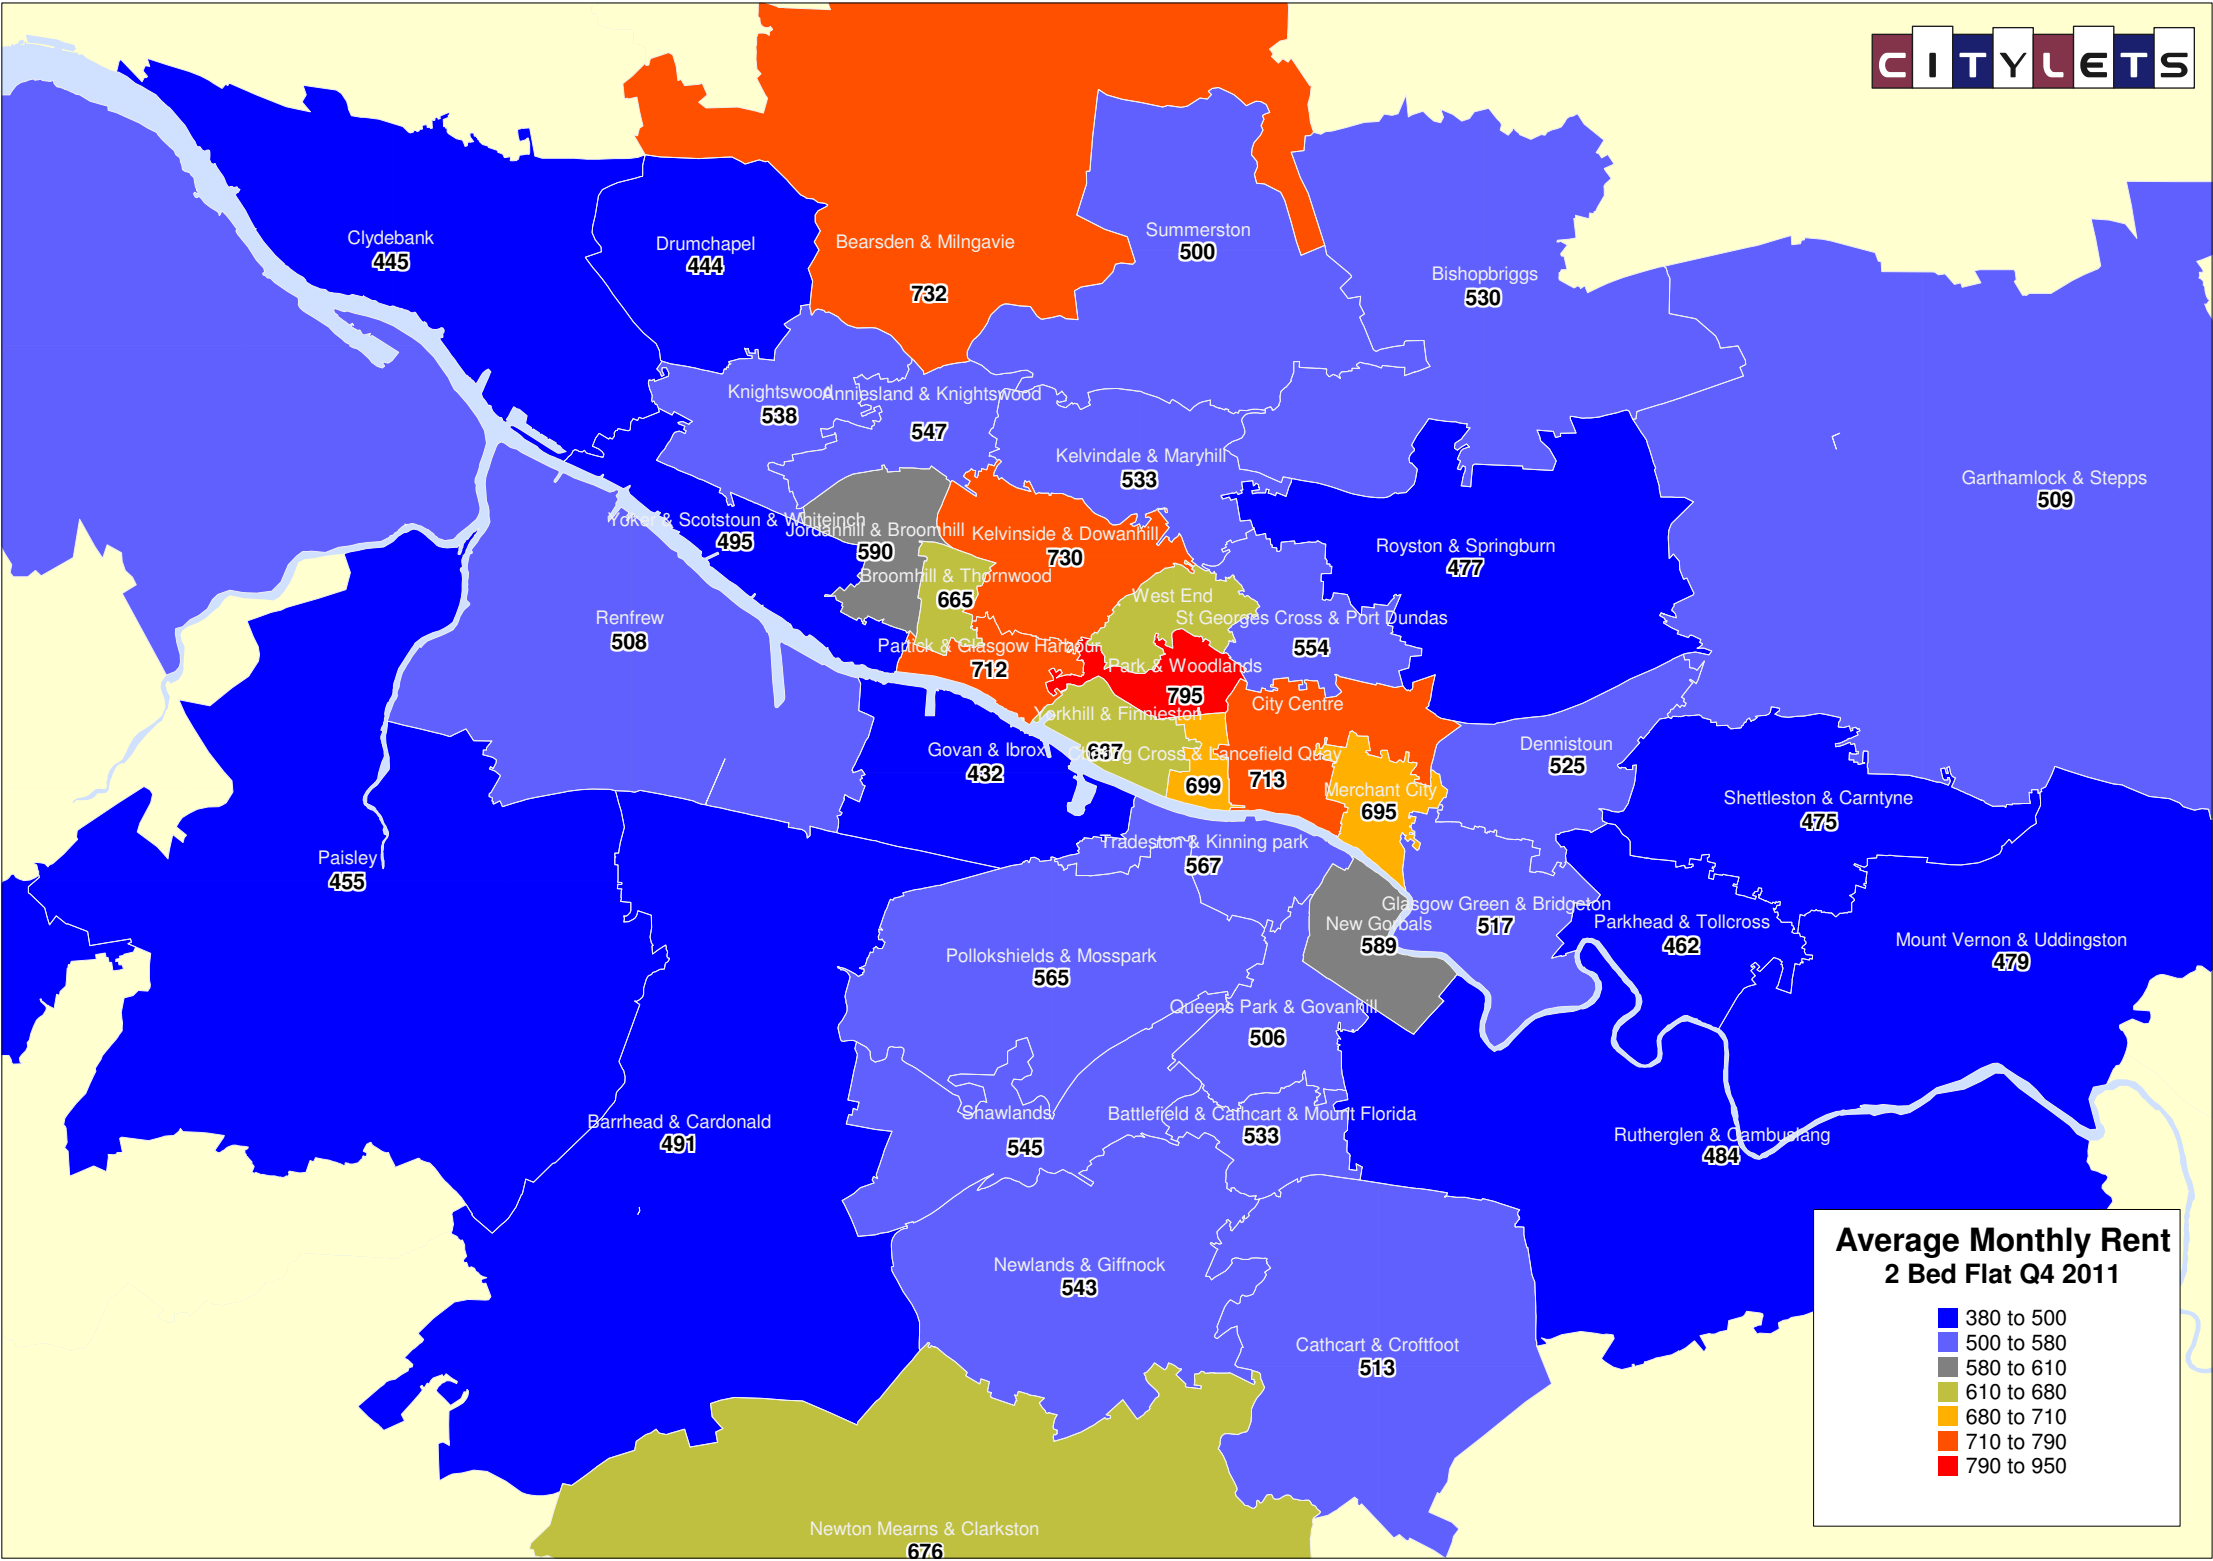 CITYLETS
Clydebank
445
Drumchapel
444
Bearsden & Milngavie
732
Summerston
500
Bishopbriggs
530
Knightswood
538
Anniesland & Knightswood
547
Kelvindale & Maryhill
533
Garthamlock & Stepps
509
Yoker & Scotstoun & Whiteinch
495
Jordanhill & Broomhill
590
Kelvinside & Dowanhill
730
Royston & Springburn
477
Broomhill & Thornwood
665
West End
St Georges Cross & Port Dundas
554
Renfrew
508
Partick & Glasgow Harbour
712
Park & Woodlands
795
City Centre
713
Yorkhill & Finnieston
637
Charing Cross & Lancefield Quay
699
Govan & Ibrox
432
Merchant City
695
Dennistoun
525
Shettleston & Carntyne
475
Paisley
455
Tradeston & Kinning park
567
Glasgow Green & Bridgeton
517
New Gorbals
589
Parkhead & Tollcross
462
Mount Vernon & Uddingston
479
Pollokshields & Mosspark
565
Queens Park & Govanhill
506
Barrhead & Cardonald
491
Shawlands
545
Battlefield & Cathcart & Mount Florida
533
Rutherglen & Cambuslang
484
Newlands & Giffnock
543
Cathcart & Croftfoot
513
Newton Mearns & Clarkston
676
Average Monthly Rent
2 Bed Flat Q4 2011
380 to 500
500 to 580
580 to 610
610 to 680
680 to 710
710 to 790
790 to 950